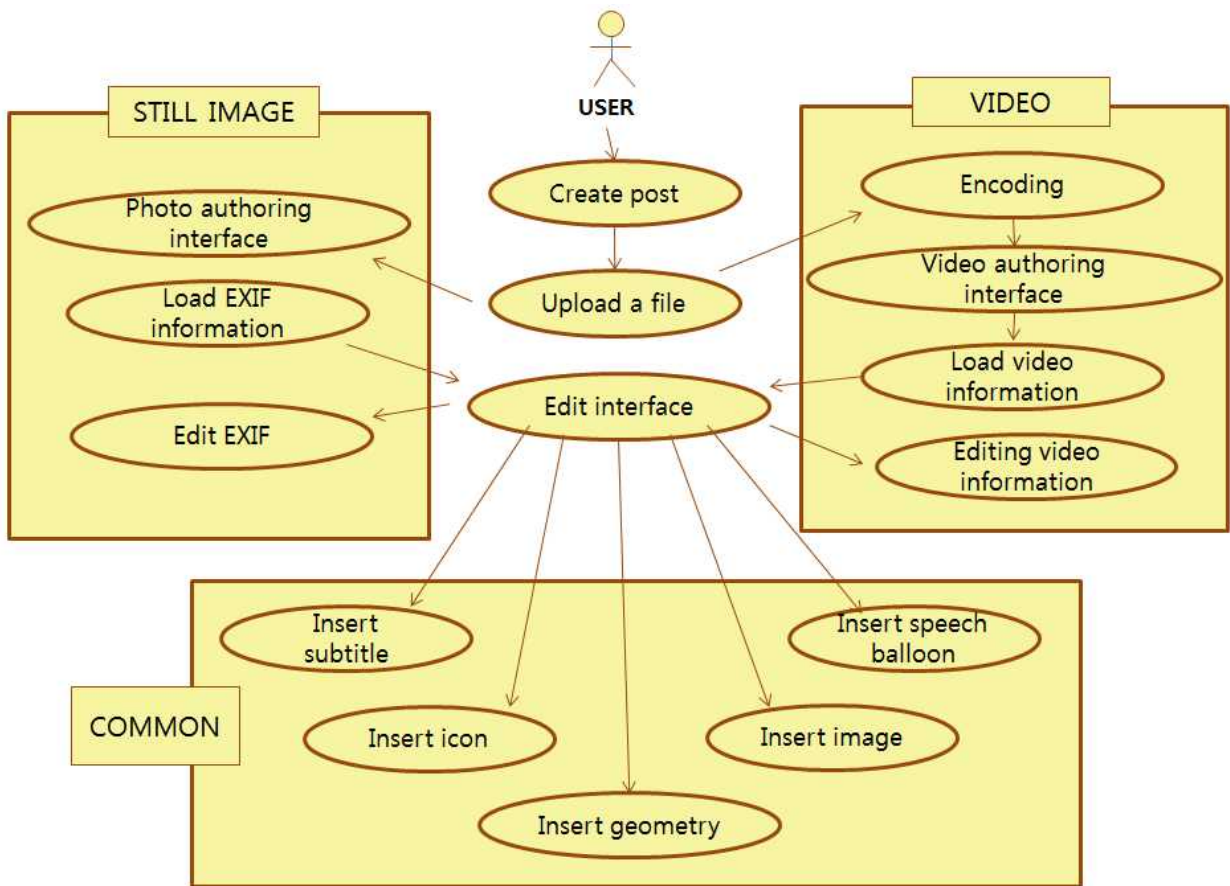 USER
Create post
Upload a file
Edit interface
STILL IMAGE
Photo authoring
interface
Load EXIF
information
Edit EXIF
VIDEO
Encoding
Video authoring
interface
Load video
information
Editing video
information
COMMON
Insert
subtitle
Insert speech
balloon
Insert icon
Insert image
Insert geometry